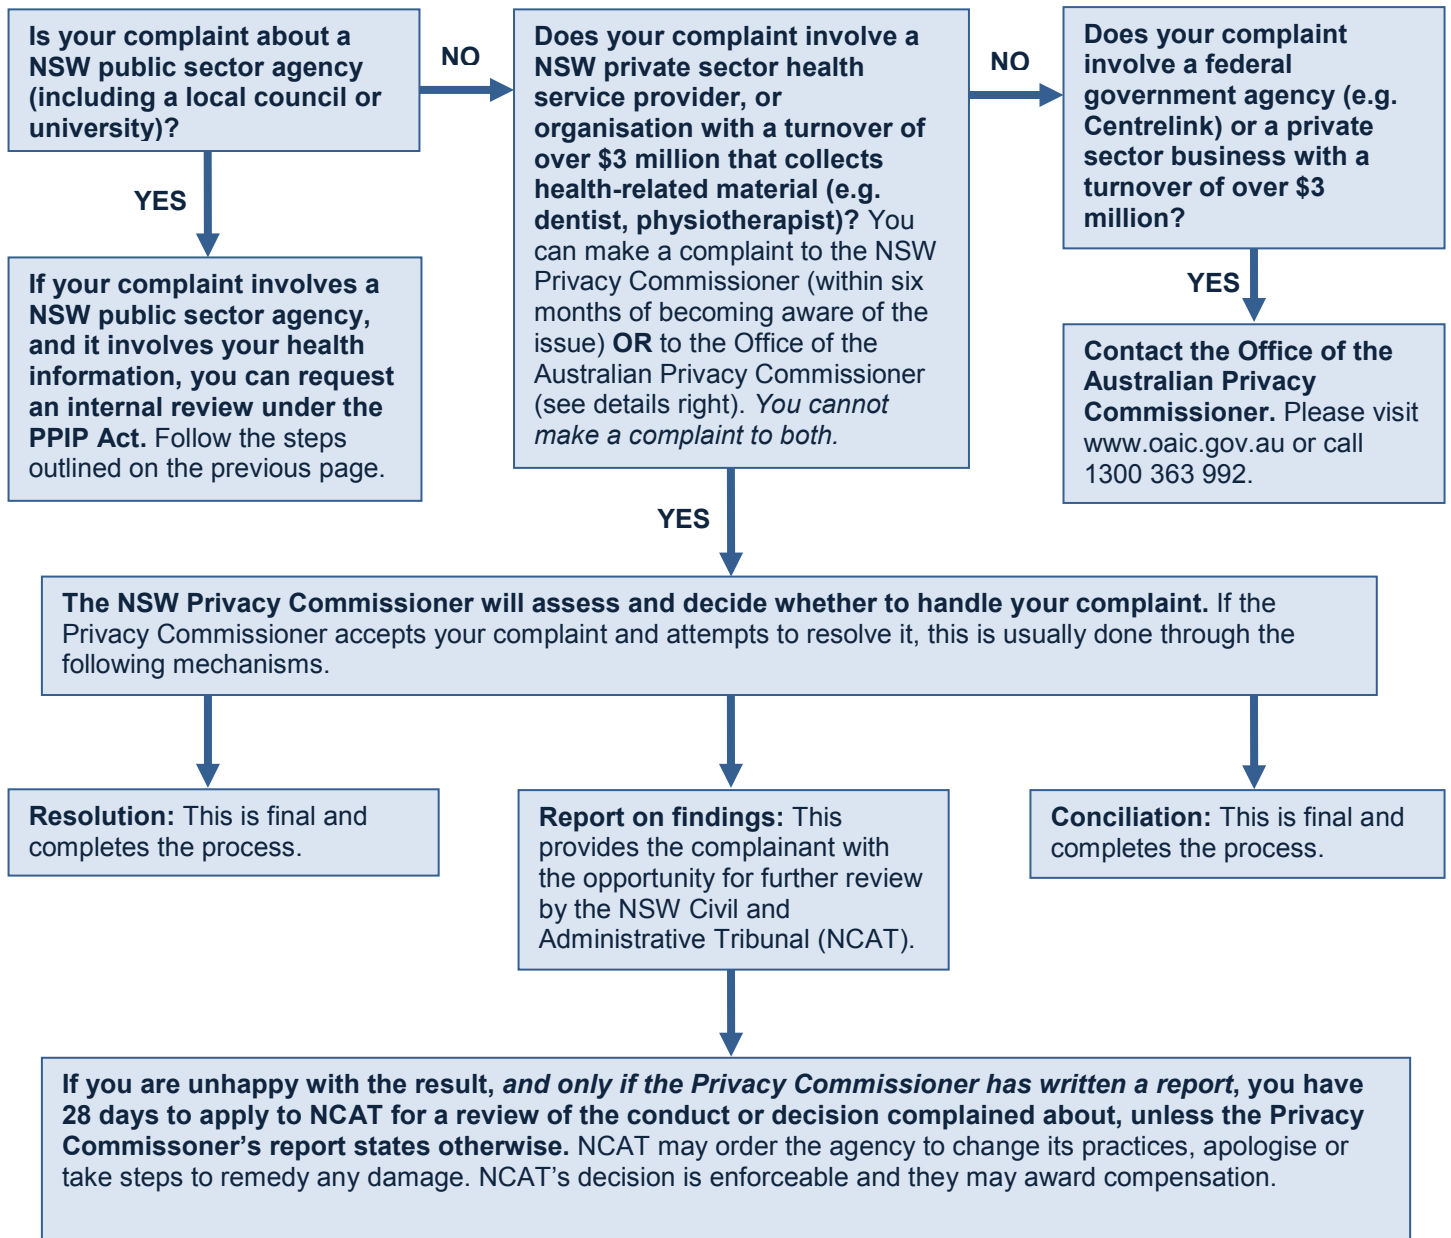 Is your complaint about a
NSW public sector agency
(including a local council or
university)?
NO
Does your complaint involve a
NSW private sector health
service provider, or
organisation with a turnover of
over $3 million that collects
health-related material (e.g.
dentist, physiotherapist)? You
can make a complaint to the NSW
Privacy Commissioner (within six
months of becoming aware of the
issue) OR to the Office of the
Australian Privacy Commissioner
(see details right). You cannot
make a complaint to both.
NO
Does your complaint
involve a federal
government agency (e.g.
Centrelink) or a private
sector business with a
turnover of over $3
million?
YES
If your complaint involves a
NSW public sector agency,
and it involves your health
information, you can request
an internal review under the
PPIP Act. Follow the steps
outlined on the previous page.
YES
Contact the Office of the
Australian Privacy
Commissioner. Please visit
www.oaic.gov.au or call
1300 363 992.
YES
The NSW Privacy Commissioner will assess and decide whether to handle your complaint. If the
Privacy Commissioner accepts your complaint and attempts to resolve it, this is usually done through the
following mechanisms.
Resolution: This is final and
completes the process.
Report on findings: This
provides the complainant with
the opportunity for further review
by the NSW Civil and
Administrative Tribunal (NCAT).
Conciliation: This is final and
completes the process.
If you are unhappy with the result, and only if the Privacy Commissioner has written a report, you have
28 days to apply to NCAT for a review of the conduct or decision complained about, unless the Privacy
Commissoner’s report states otherwise. NCAT may order the agency to change its practices, apologise or
take steps to remedy any damage. NCAT’s decision is enforceable and they may award compensation.